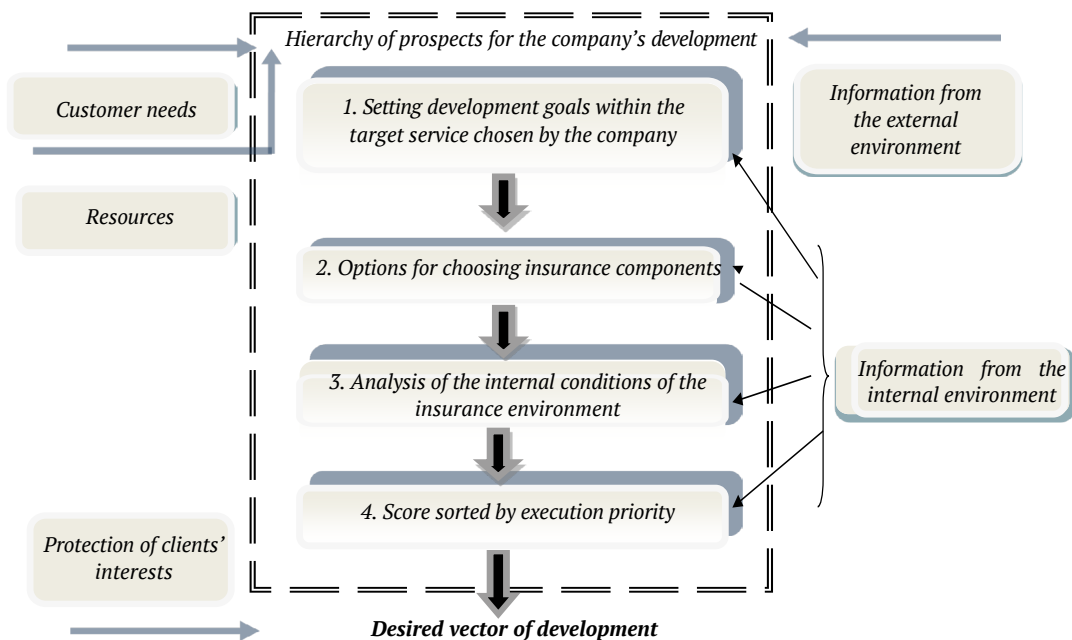 Hierarchy of prospects for the company's development
Customer needs
Resources
Protection of clients'
interests
1. Setting development goals within the
target service chosen by the company
2. Options for choosing insurance components
3. Analysis of the internal conditions of the
insurance environment
4. Score sorted by execution priority
Information from
the external
environment
Information from the
internal environment
Desired vector of development